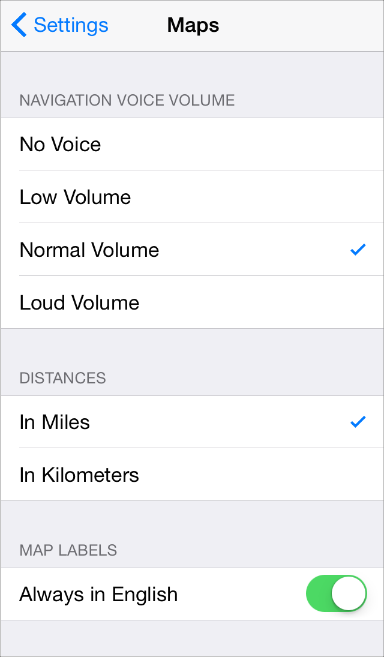 Settings Maps
NAVIGATION VOICE VOLUME
No Voice
Low Volume
Normal Volume
Loud Volume
DISTANCES
In Miles
In Kilometers
MAP LABELS
Always in English